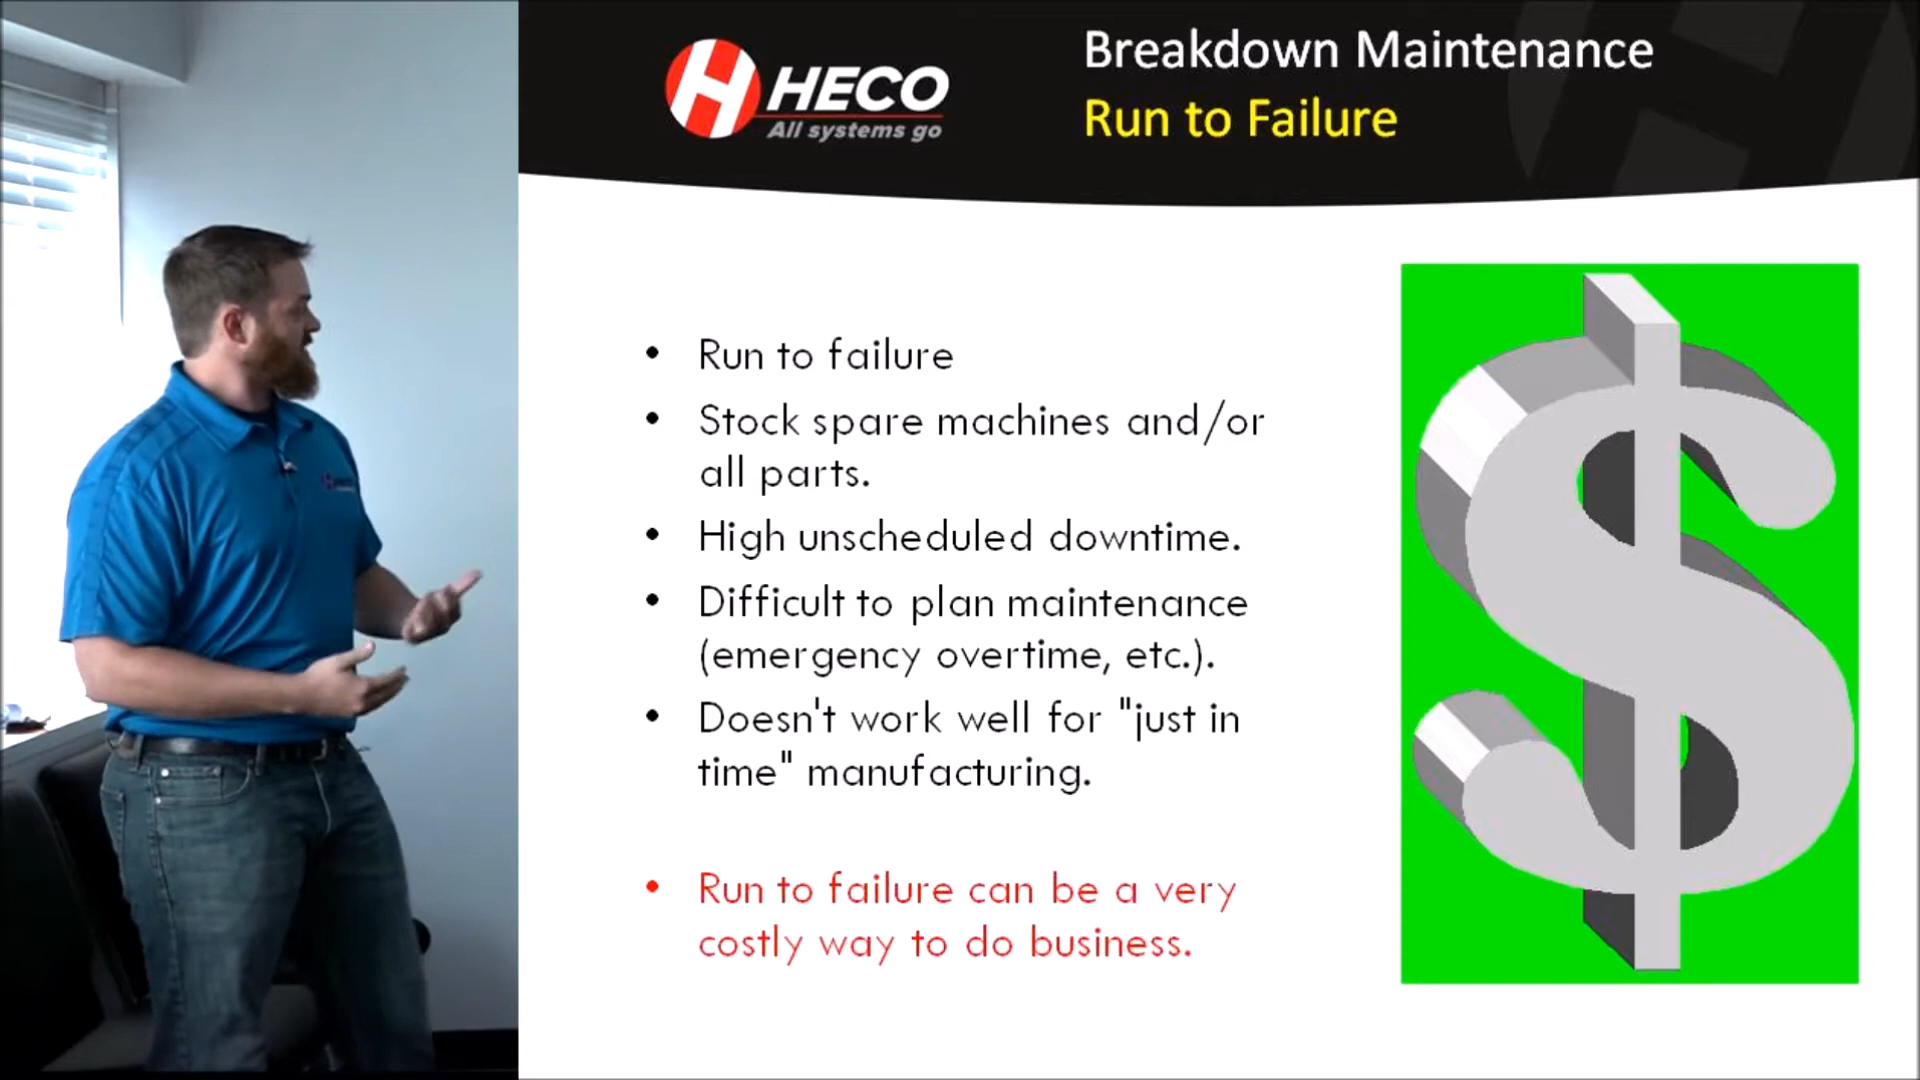 HECO
All systems go
Breakdown Maintenance
Run to Failure
• Run to failure
• Stock spare machines and/or
all parts.
• High unscheduled downtime.
• Difficult to plan maintenance
(emergency overtime, etc.).
• Doesn't work well for "just in
time" manufacturing.
• Run to failure can be a very
costly way to do business.
$